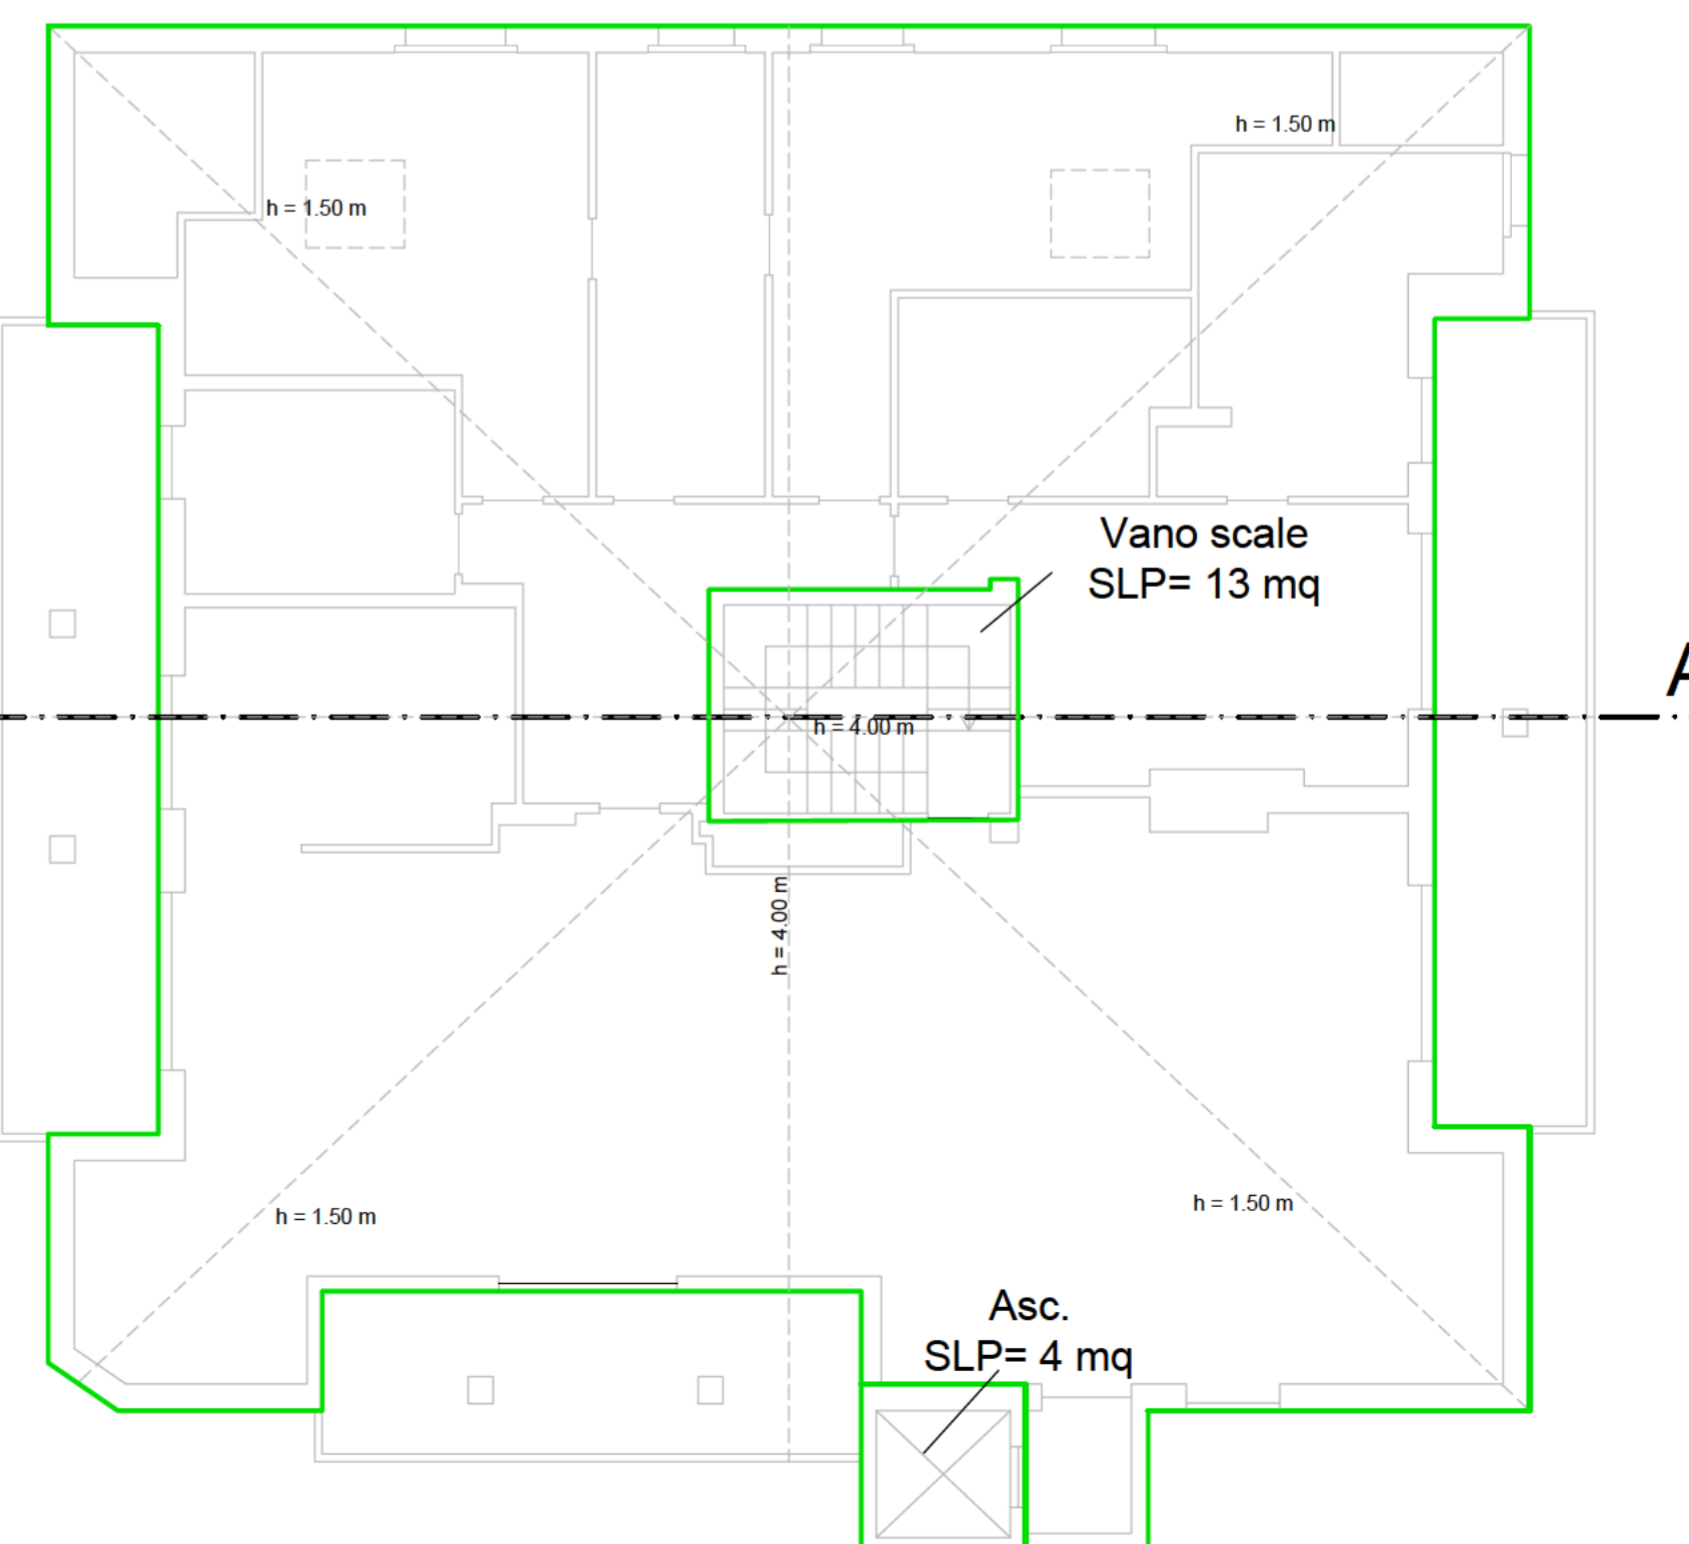 h = 1.50 m
h = 1.50 m
Vano scale
SLP= 13 mq
A
h = 4.00 m
h = 4.00 m
h = 1.50 m
h = 1.50 m
Asc.
SLP= 4 mq